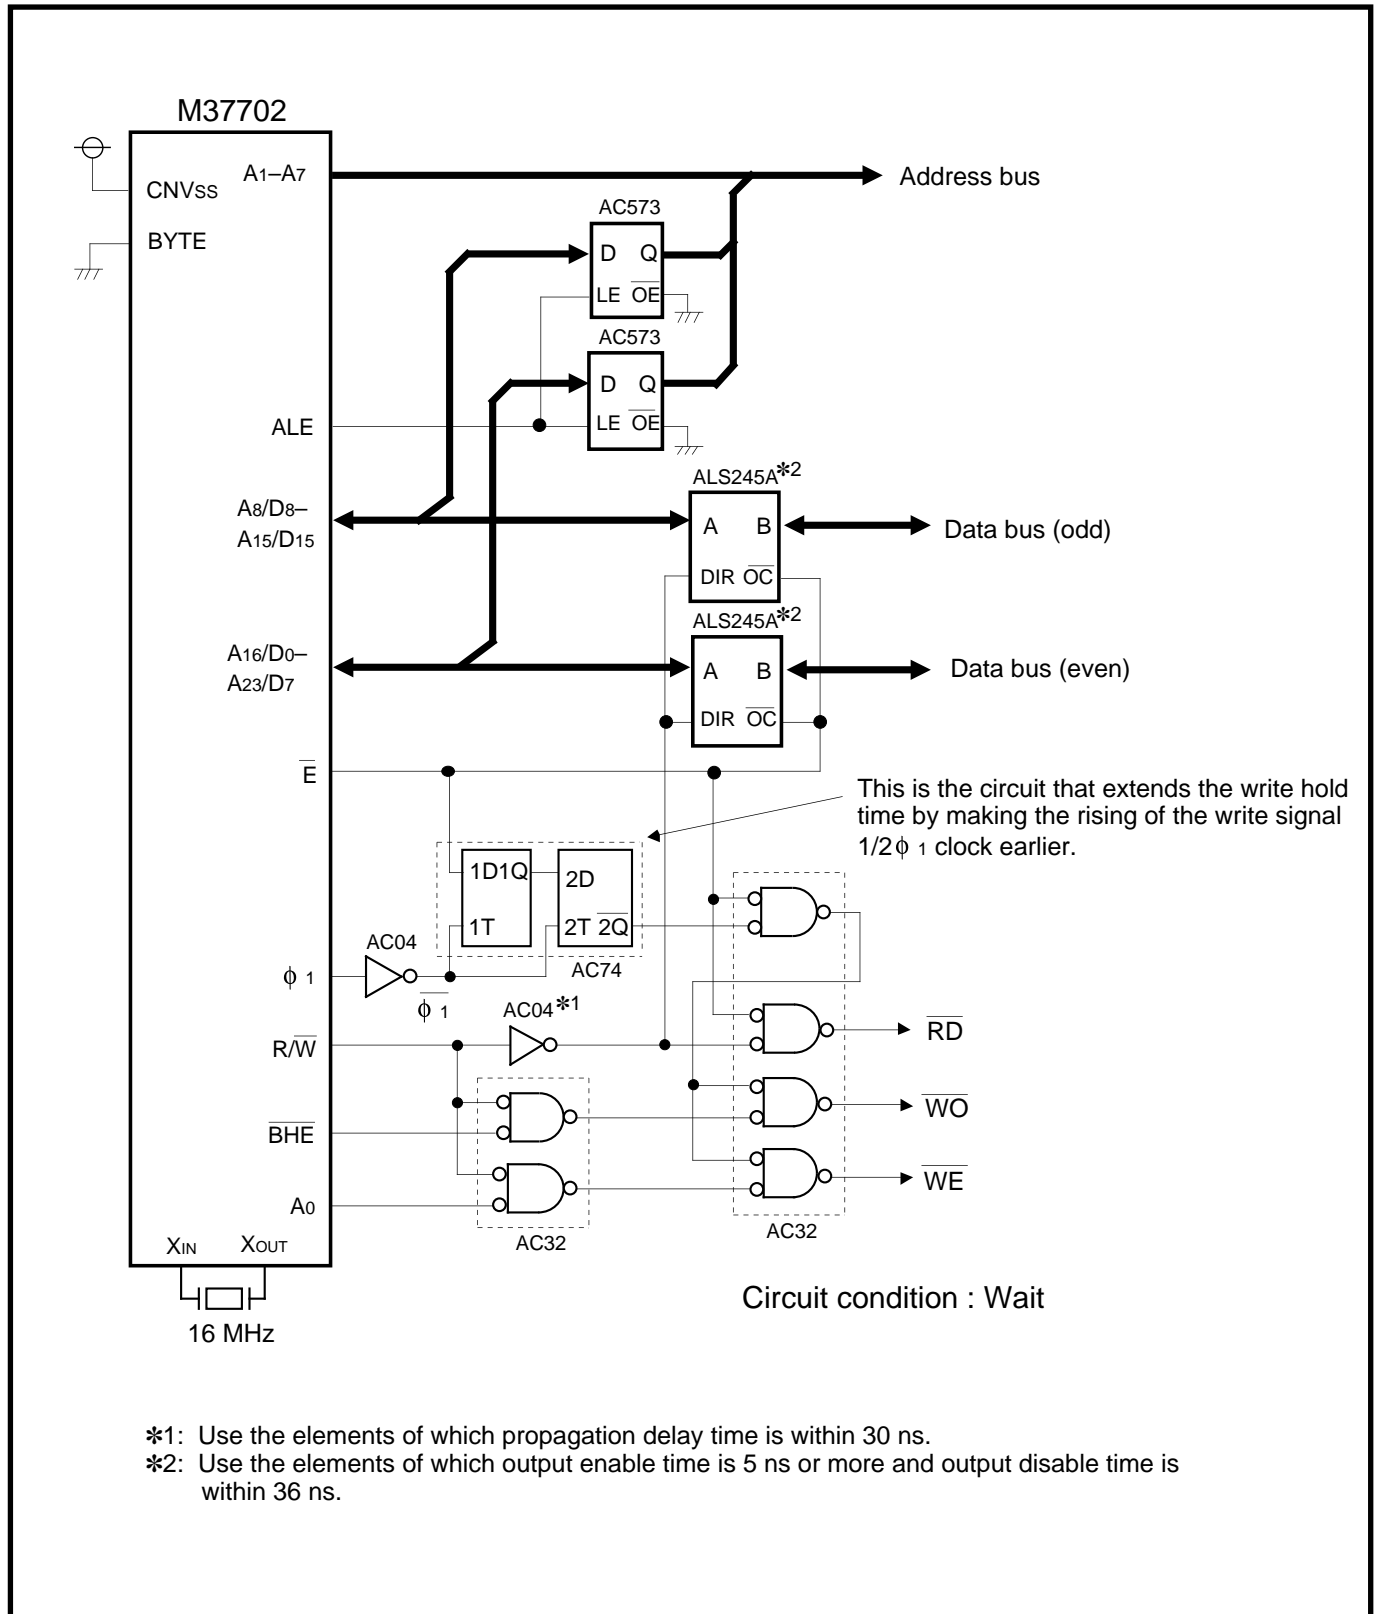 M37702
CNVSS
A1–A7
Address bus
BYTE
AC573
D Q
LE OE
AC573
D Q
LE OE
ALE
ALS245A✽2
A8/D8–
A15/D15
A B
Data bus (odd)
DIR OC
ALS245A✽2
A16/D0–
A23/D7
A B
Data bus (even)
DIR OC
E
This is the circuit that extends the write hold
time by making the rising of the write signal
1/2ϕ 1 clock earlier.
1D1Q
2D
1T
2T 2Q
AC04
AC74
ϕ 1
ϕ 1
AC04✽1
R/W
RD
BHE
WO
A0
WE
AC32
AC32
XIN
XOUT
16 MHz
Circuit condition : Wait
✽1: Use the elements of which propagation delay time is within 30 ns.
✽2: Use the elements of which output enable time is 5 ns or more and output disable time is
within 36 ns.